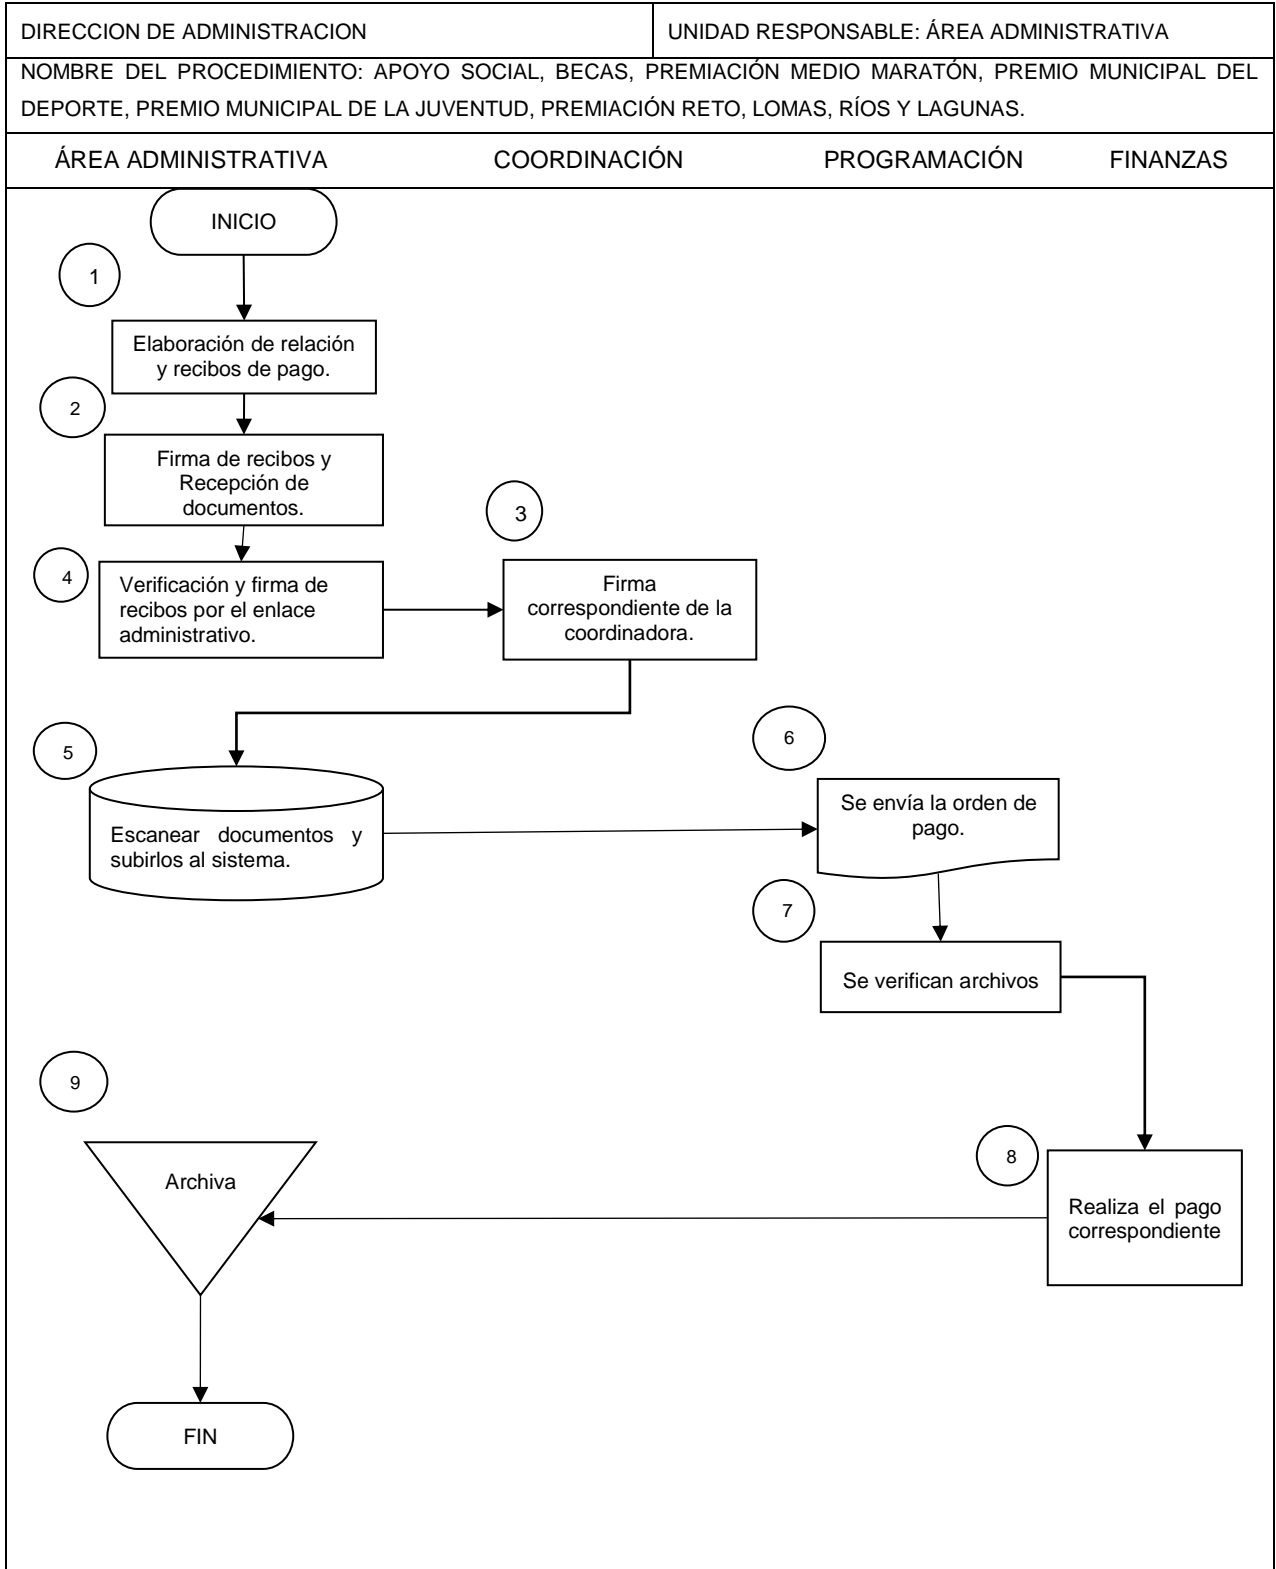 DIRECCION DE ADMINISTRACION
UNIDAD RESPONSABLE: ÁREA ADMINISTRATIVA
NOMBRE DEL PROCEDIMIENTO: APOYO SOCIAL, BECAS, PREMIACIÓN MEDIO MARATÓN, PREMIO MUNICIPAL DEL
DEPORTE, PREMIO MUNICIPAL DE LA JUVENTUD, PREMIACIÓN RETO, LOMAS, RÍOS Y LAGUNAS.
ÁREA ADMINISTRATIVA
COORDINACIÓN
PROGRAMACIÓN
FINANZAS
INICIO
1
Elaboración de relación
y recibos de pago.
2
Firma de recibos y
Recepción de
documentos.
3
4
Verificación y firma de
recibos por el enlace
administrativo.
Firma
correspondiente de la
coordinadora.
5
Escanear documentos y
subirlos al sistema.
6
Se envía la orden de
pago.
7
Se verifican archivos
8
Realiza el pago
correspondiente
9
Archiva
FIN